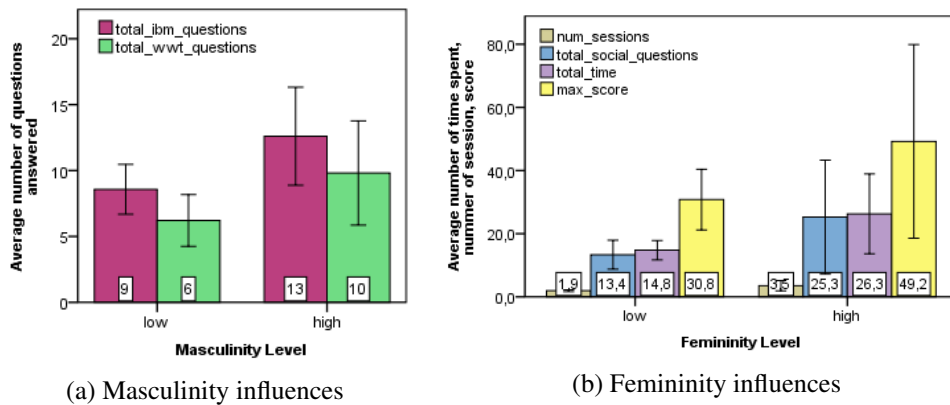 total_ibm_questions
total_wwt_questions
Average number of questions
answered
20
15
10
5
0
9
6
13
10
low
high
Masculinity Level
(a) Masculinity influences
num_sessions
total_social_questions
total_time
max_score
Average number of time spent,
nummer of session, score
80,0
60,0
40,0
20,0
0,0
1,9
13,4
14,8
30,8
3,5
25,3
26,3
49,2
low
high
Femininity Level
(b) Femininity influences